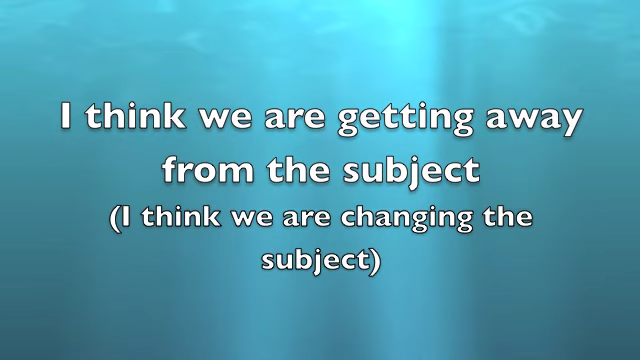 I think we are getting away
from the subject
(I think we are changing the
subject)